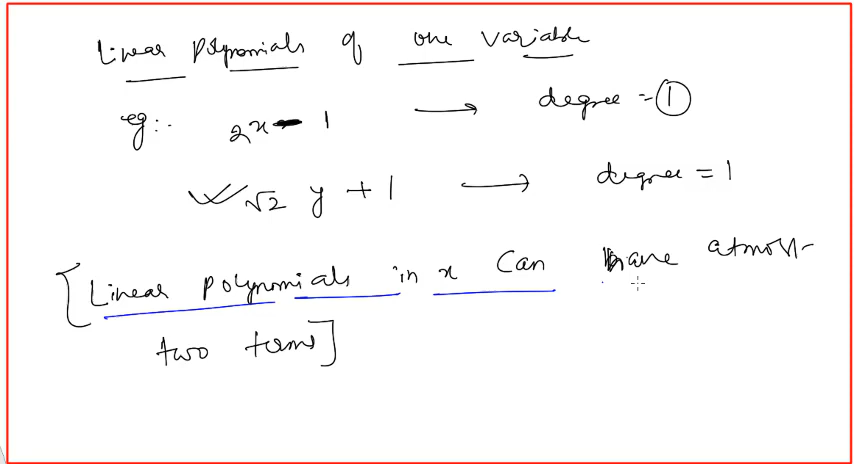 Linear polynomials of one variable
eg:- 2x - 1 → degree = 1
√2 y + 1 → degree = 1
[Linear polynomials in x can have atmost
two terms]